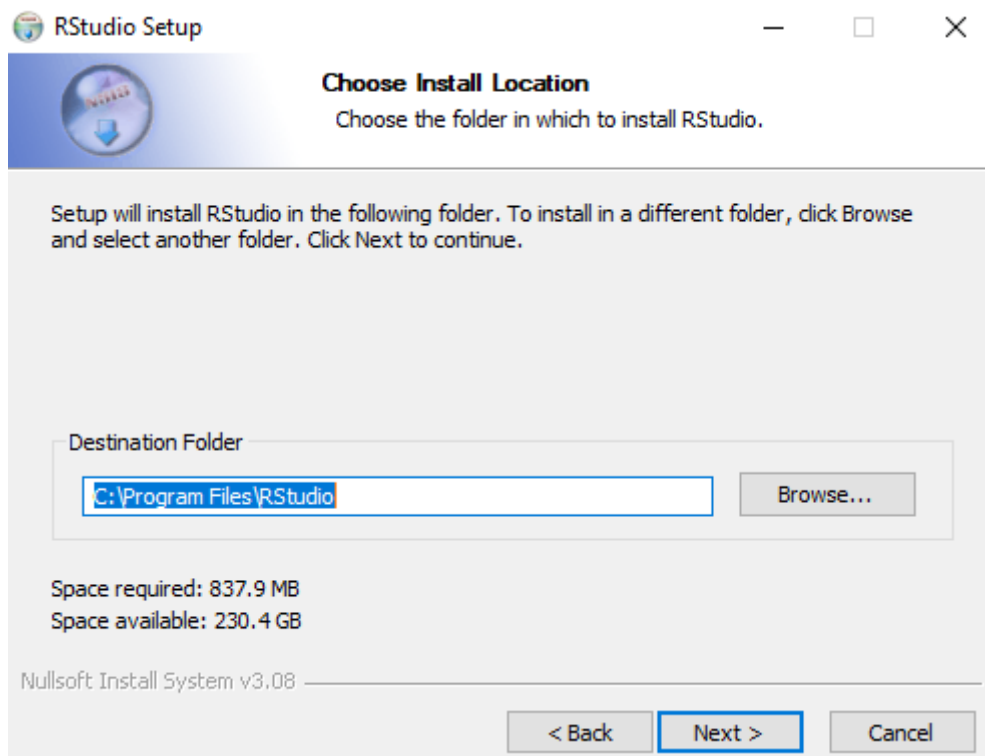 RStudio Setup
NSIS
Choose Install Location
Choose the folder in which to install RStudio.
Setup will install RStudio in the following folder. To install in a different folder, click Browse
and select another folder. Click Next to continue.
Destination Folder
C:\Program Files\RStudio
Browse...
Space required: 837.9 MB
Space available: 230.4 GB
Nullsoft Install System v3.08
< Back
Next >
Cancel